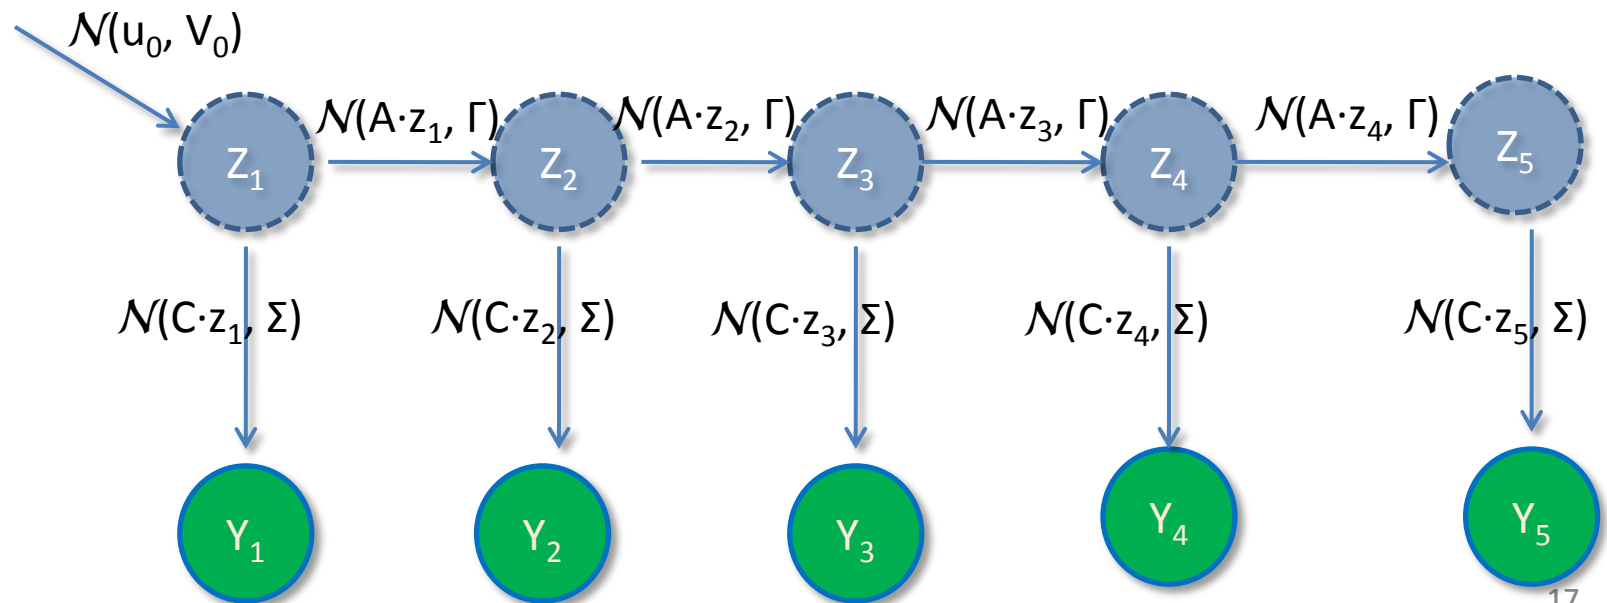 𝒩(u₀, V₀)
𝒩(A·z₁, Γ) 𝒩(A·z₂, Γ) 𝒩(A·z₃, Γ) 𝒩(A·z₄, Γ)
Z₁ Z₂ Z₃ Z₄ Z₅
𝒩(C·z₁, Σ) 𝒩(C·z₂, Σ) 𝒩(C·z₃, Σ) 𝒩(C·z₄, Σ) 𝒩(C·z₅, Σ)
Y₁ Y₂ Y₃ Y₄ Y₅
17